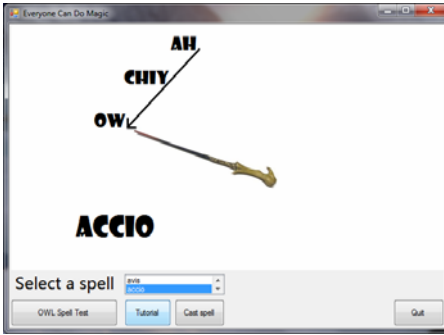 Everyone Can Do Magic
AH
CHIY
OW
ACCIO
Select a spell
avis
accio
OWL Spell Test
Tutorial
Cast spell
Quit